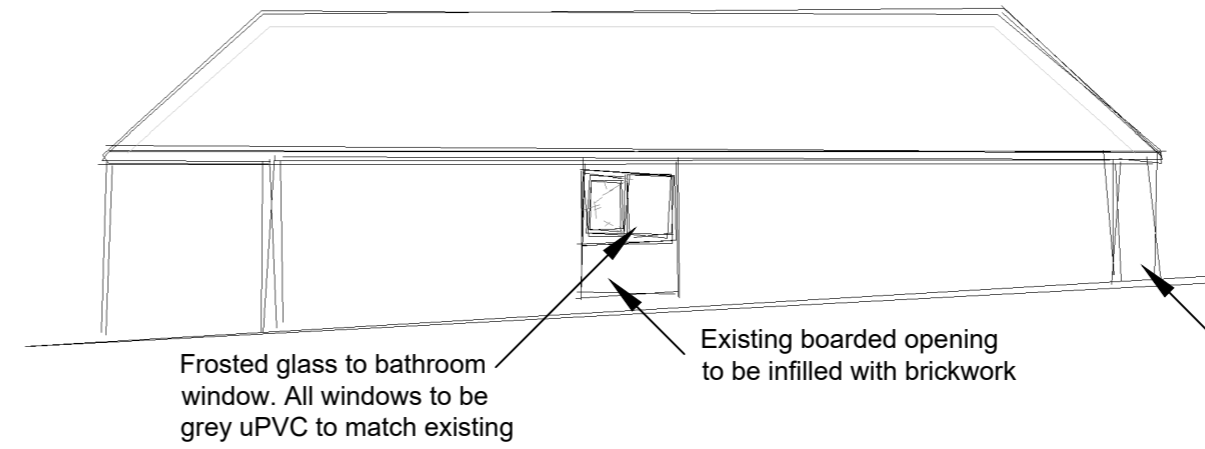 Frosted glass to bathroom
window. All windows to be
grey uPVC to match existing
Existing boarded opening
to be infilled with brickwork